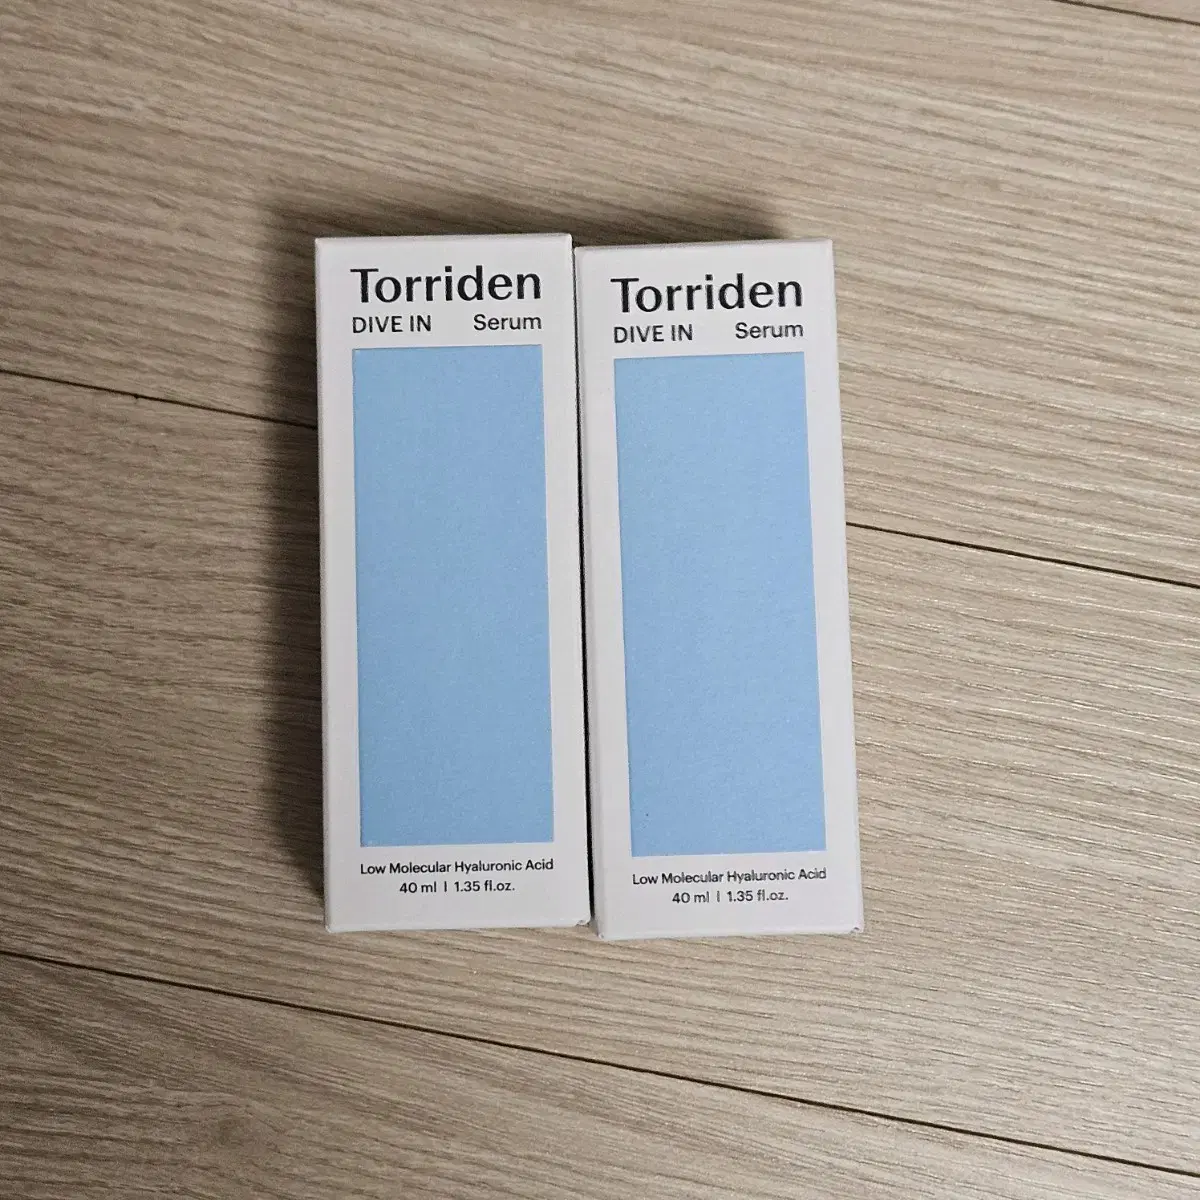 Torriden
DIVE IN Serum
Low Molecular Hyaluronic Acid
40 ml | 1.35 fl.oz.
Torriden
DIVE IN Serum
Low Molecular Hyaluronic Acid
40 ml | 1.35 fl.oz.